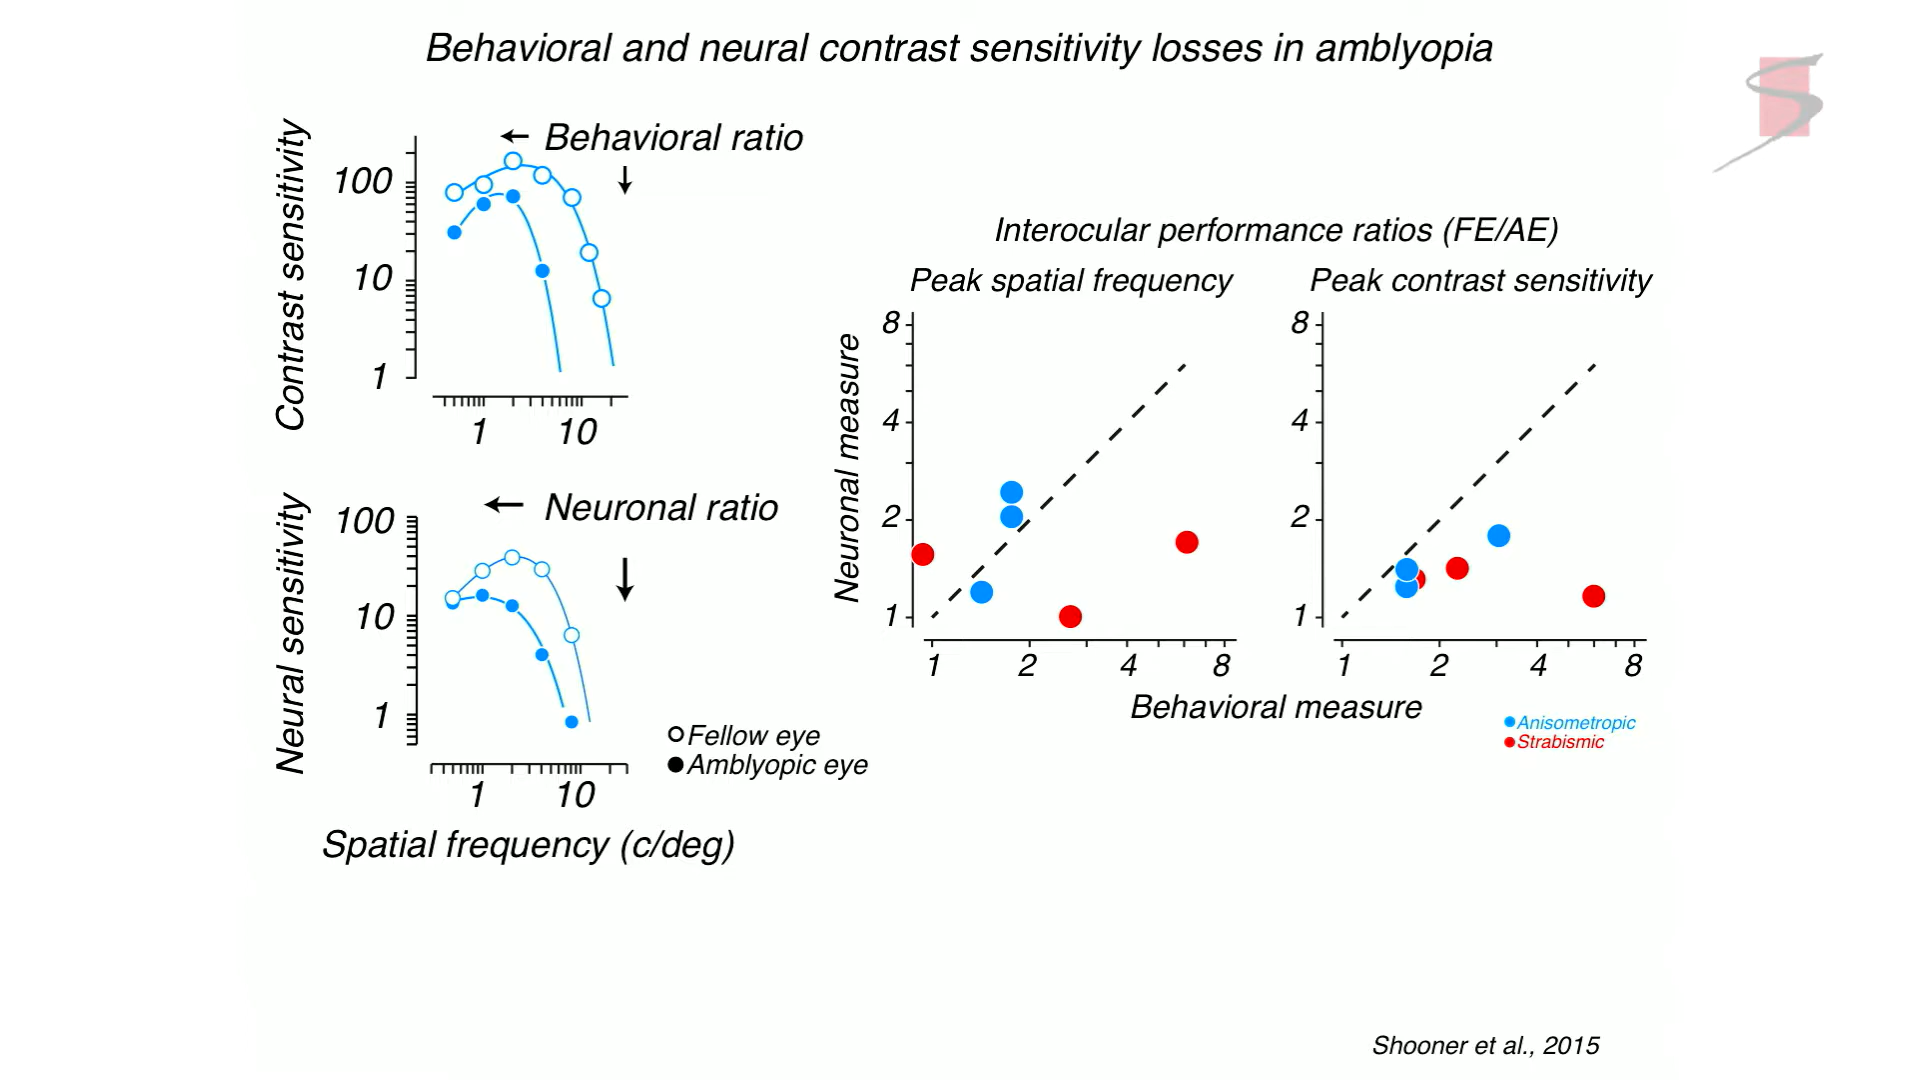 Behavioral and neural contrast sensitivity losses in amblyopia
Contrast sensitivity
← Behavioral ratio
↓
100
10
1
1 10
Neural sensitivity
← Neuronal ratio
↓
100
10
1
1 10
Spatial frequency (c/deg)
Fellow eye
Amblyopic eye
Interocular performance ratios (FE/AE)
Peak spatial frequency
Peak contrast sensitivity
Neuronal measure
8
4
2
1
1 2 4 8
8
4
2
1
1 2 4 8
Behavioral measure
Anisometropic
Strabismic
Shooner et al., 2015